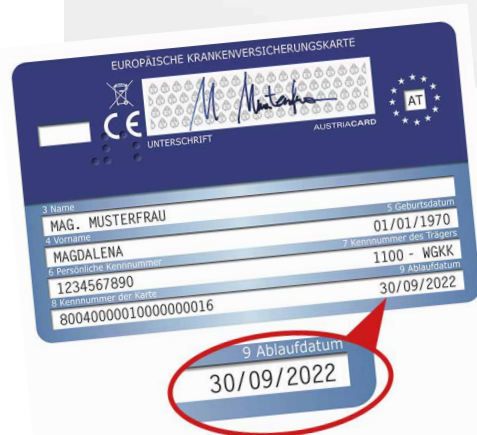 EUROPÄISCHE KRANKENVERSICHERUNGSKARTE
M Musterfrau
CE
AT
UNTERSCHRIFT
AUSTRIACARD
3 Name
MAG. MUSTERFRAU
4 Vorname
5 Geburtsdatum
MAGDALENA
01/01/1970
6 Persönliche Kennnummer
7 Kennnummer des Trägers
1234567890
1100 - WGKK
8 Kennnummer der Karte
9 Ablaufdatum
80040000010000000016
30/09/2022
9 Ablaufdatum
30/09/2022